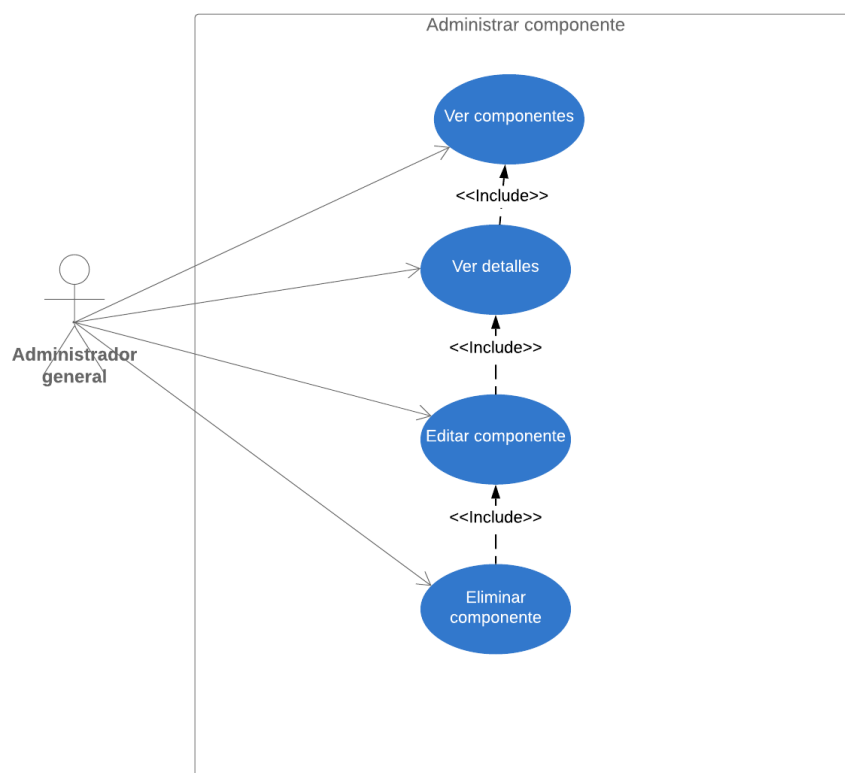 Administrar componente
Ver componentes
<<Include>>
Ver detalles
<<Include>>
Administrador
general
Editar componente
<<Include>>
Eliminar
componente